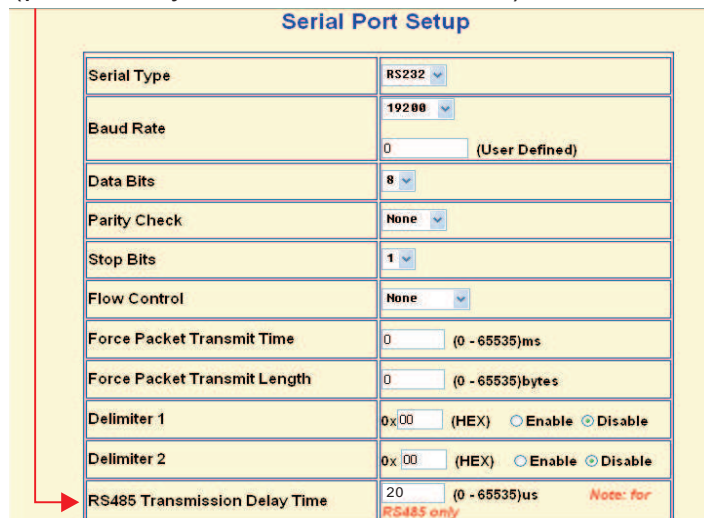 Serial Port Setup
Serial Type RS232
Baud Rate 19200
0 (User Defined)
Data Bits 8
Parity Check None
Stop Bits 1
Flow Control None
Force Packet Transmit Time 0 (0 - 65535)ms
Force Packet Transmit Length 0 (0 - 65535)bytes
Delimiter 1 0x 00 (HEX) Enable Disable
Delimiter 2 0x 00 (HEX) Enable Disable
RS485 Transmission Delay Time 20 (0 - 65535)us Note: for
RS485 only